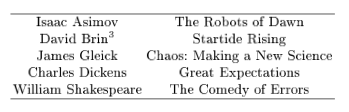 Isaac Asimov The Robots of Dawn
David Brin³ Startide Rising
James Gleick Chaos: Making a New Science
Charles Dickens Great Expectations
William Shakespeare The Comedy of Errors